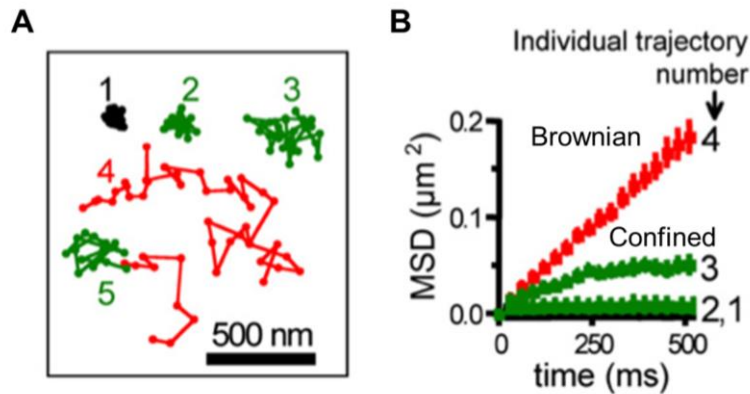 A
1 2 3
4
5
500 nm
B
Individual trajectory
number
0.2
Brownian
4
0.1
Confined
3
0.0
2,1
MSD (μm²)
0 250 500
time (ms)